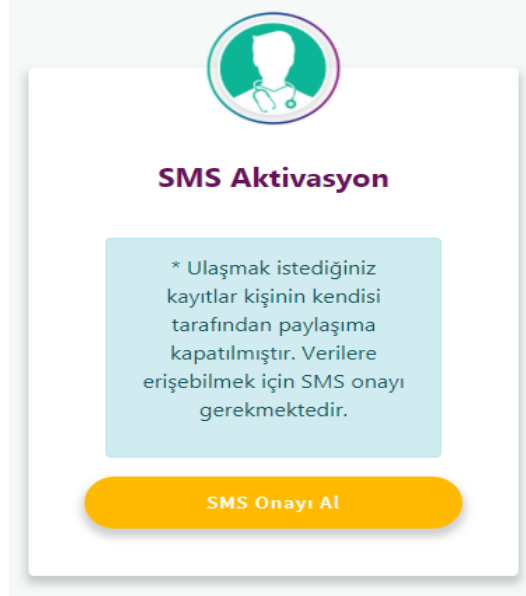 SMS Aktivasyon
* Ulaşmak istediğiniz
kayıtlar kişinin kendisi
tarafından paylaşıma
kapatılmıştır. Verilere
erişebilmek için SMS onayı
gerekmektedir.
SMS Onayı Al